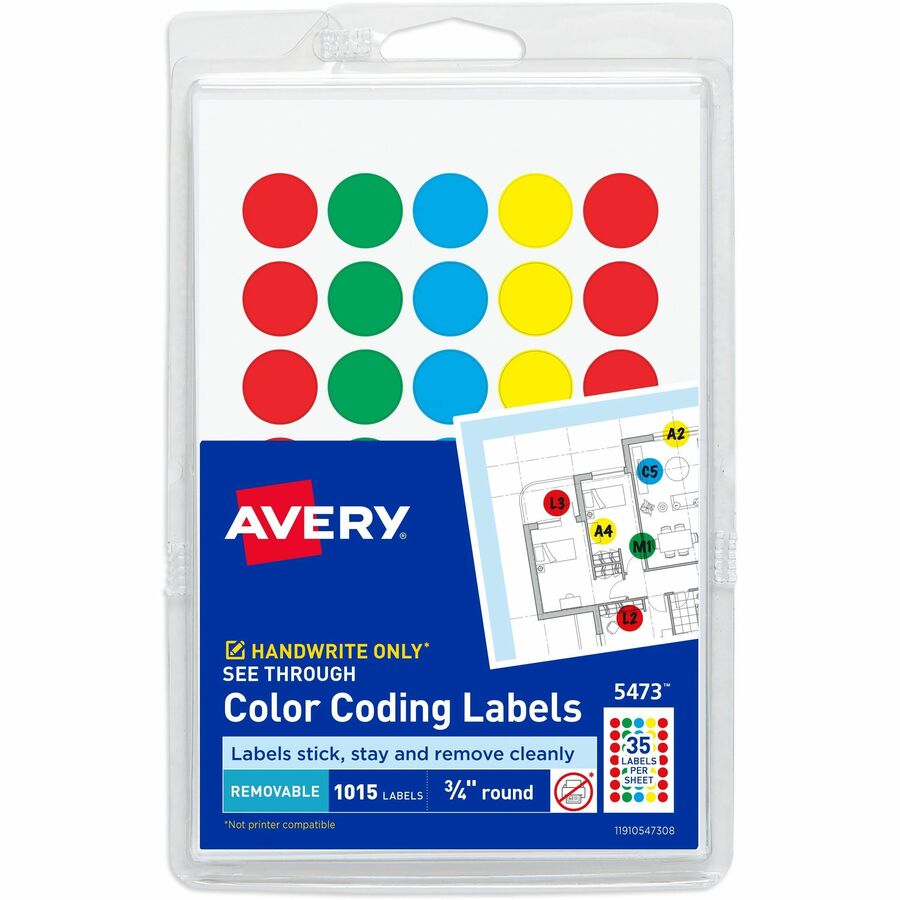 A2
C5
L3
A4
M1
L2
AVERY®
HANDWRITE ONLY*
SEE THROUGH
Color Coding Labels
5473™
35
LABELS
PER
SHEET
Labels stick, stay and remove cleanly
REMOVABLE 1015 LABELS 3/4" round
*
*Not printer compatible
11910547308